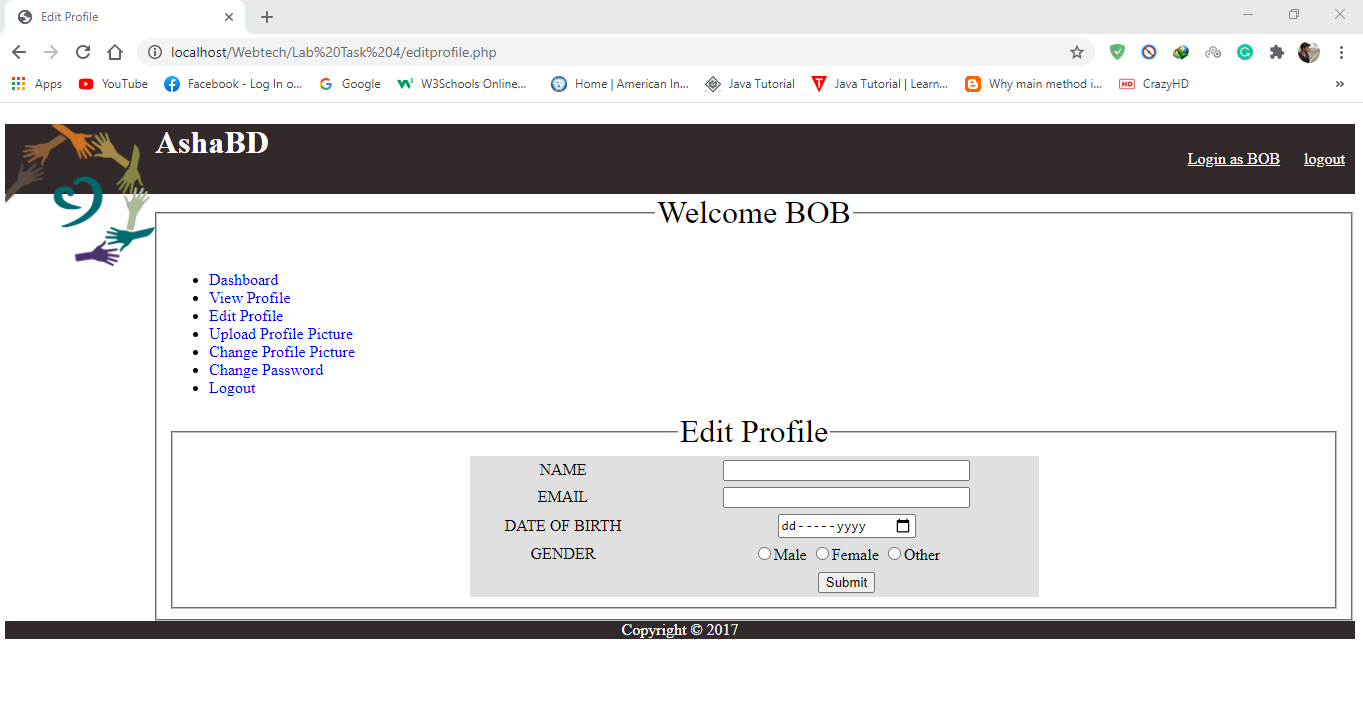 Edit Profile
localhost/Webtech/Lab%20Task%204/editprofile.php
Apps YouTube Facebook - Log In o... Google W3Schools Online... Home | American In... Java Tutorial Java Tutorial | Learn... Why main method i... HD CrazyHD »
AshaBD
Login as BOB logout
Welcome BOB
Dashboard
View Profile
Edit Profile
Upload Profile Picture
Change Profile Picture
Change Password
Logout
Edit Profile
NAME
EMAIL
DATE OF BIRTH dd-----yyyy
GENDER Male Female Other
Submit
Copyright © 2017